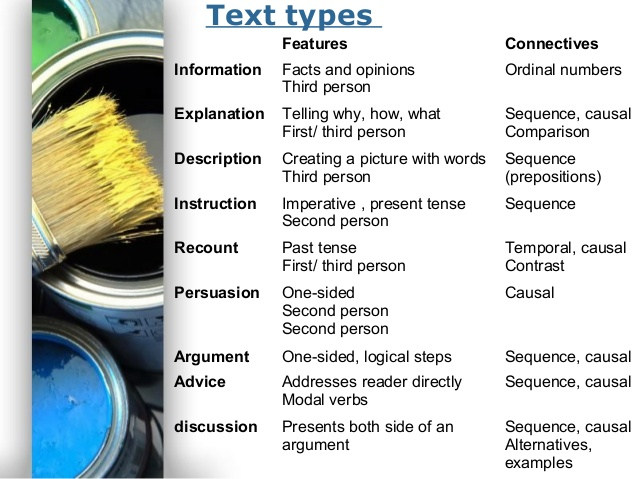 Text types
Features Connectives
Information Facts and opinions Ordinal numbers
Third person
Explanation Telling why, how, what Sequence, causal
First/ third person Comparison
Description Creating a picture with words Sequence
Third person (prepositions)
Instruction Imperative , present tense Sequence
Second person
Recount Past tense Temporal, causal
First/ third person Contrast
Persuasion One-sided Causal
Second person
Second person
Argument One-sided, logical steps Sequence, causal
Advice Addresses reader directly Sequence, causal
Modal verbs
discussion Presents both side of an Sequence, causal
argument Alternatives,
examples